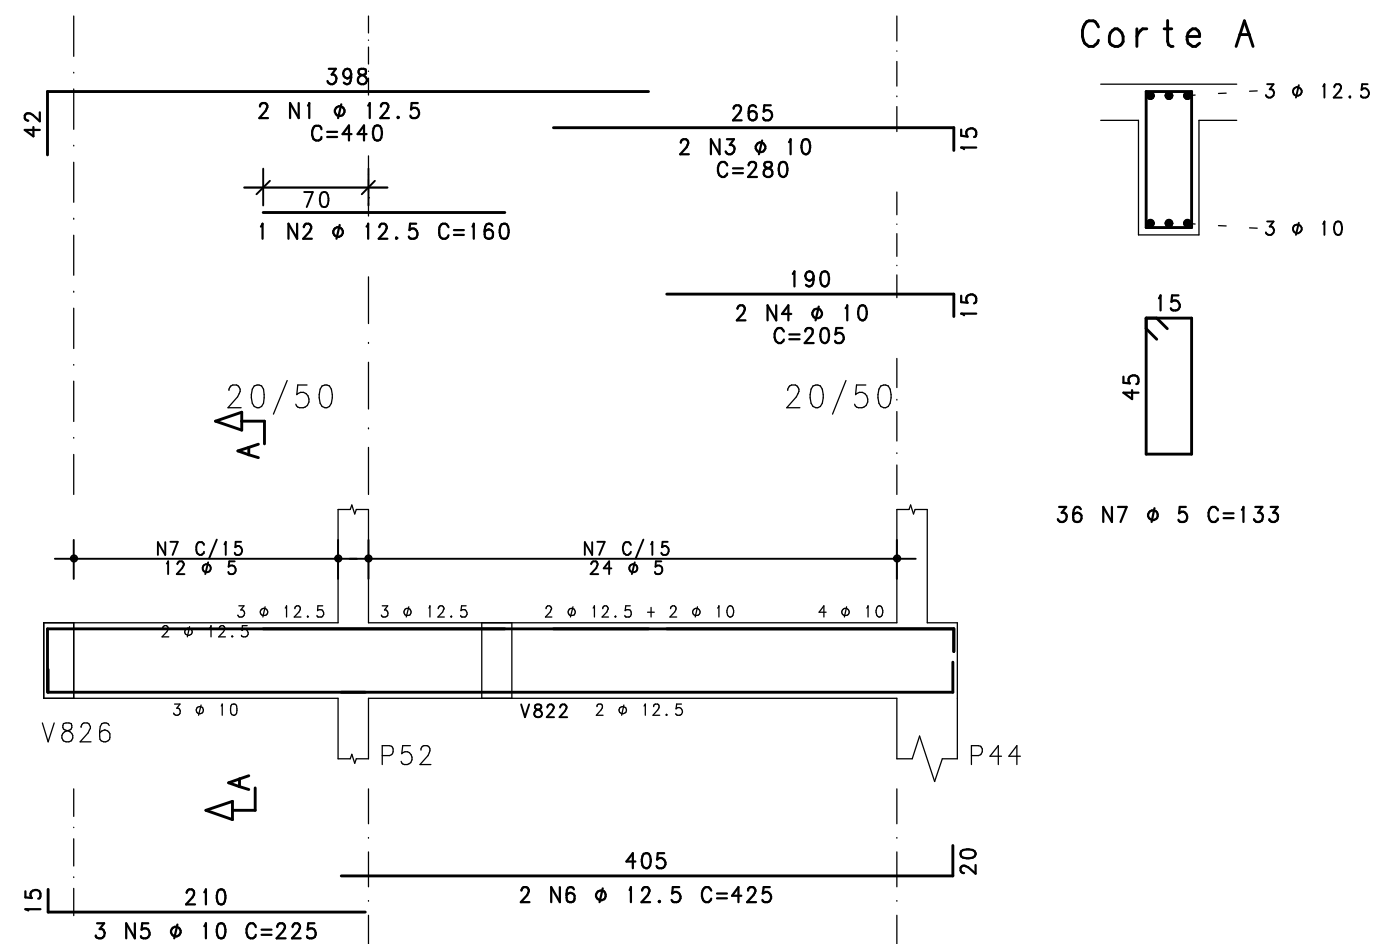 Corte A
398
2 N1 φ 12.5
C=440
42
265
2 N3 φ 10
C=280
15
3 φ 12.5
3 φ 10
70
1 N2 φ 12.5 C=160
190
2 N4 φ 10
C=205
15
15
45
36 N7 φ 5 C=133
20/50
20/50
A
N7 C/15
12 φ 5
N7 C/15
24 φ 5
3 φ 12.5
3 φ 12.5
2 φ 12.5 + 2 φ 10
4 φ 10
2 φ 12.5
3 φ 10
V822
2 φ 12.5
V826
P52
P44
A
405
20
2 N6 φ 12.5 C=425
15
210
3 N5 φ 10 C=225